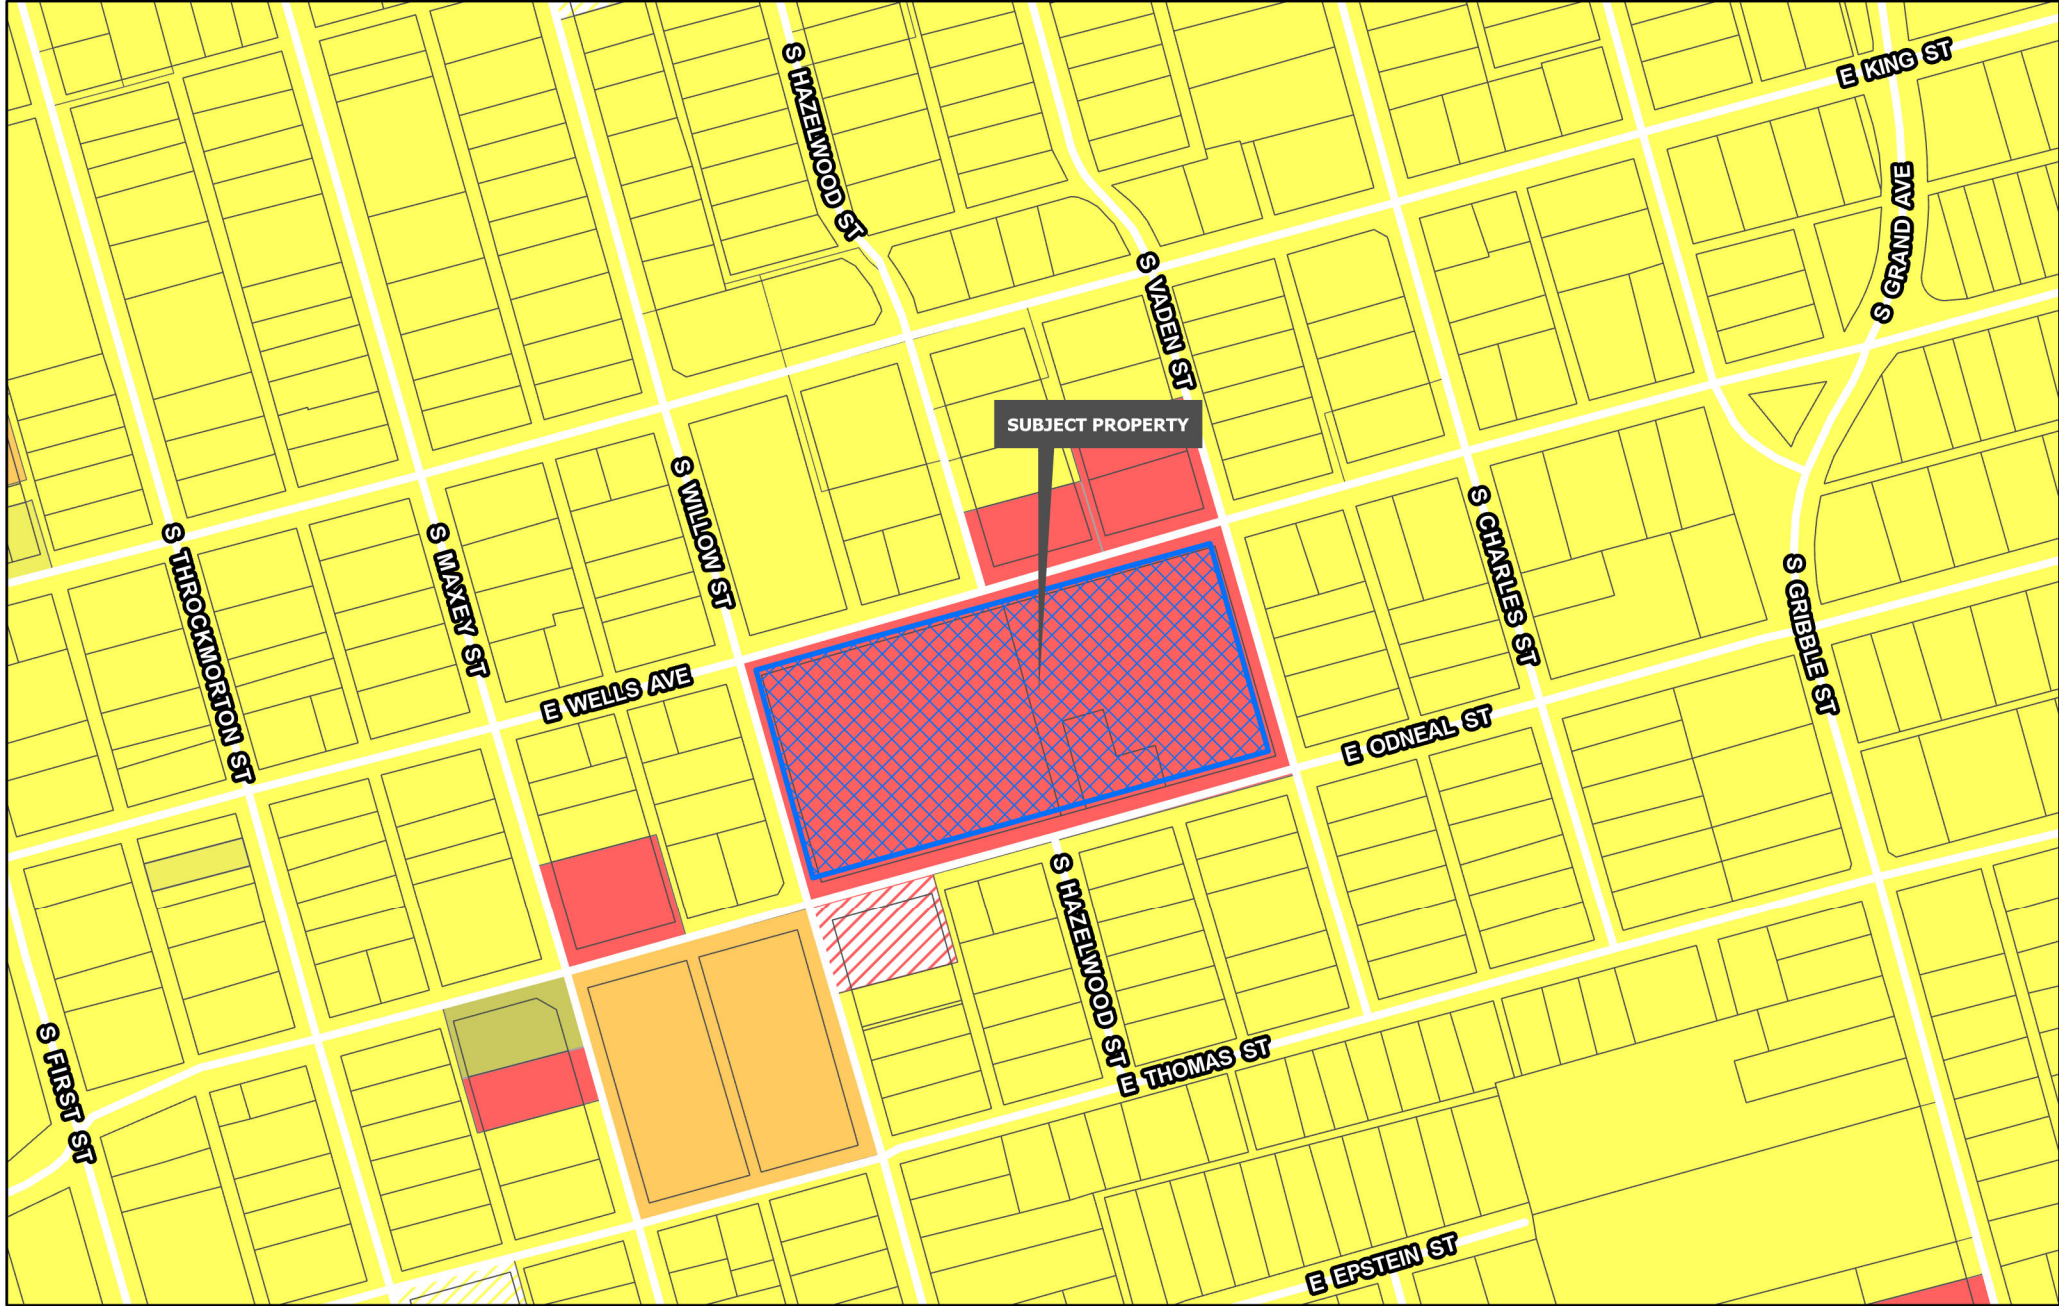 E KING ST
S HAZELWOOD ST
S GRAND AVE
S VADEN ST
SUBJECT PROPERTY
S WILLOW ST
S CHARLES ST
S THROCKMORTON ST
S MAXEY ST
S GRIBBLE ST
E WELLS AVE
E ODNEAL ST
S HAZELWOOD ST
S FIRST ST
E THOMAS ST
E EPSTEIN ST